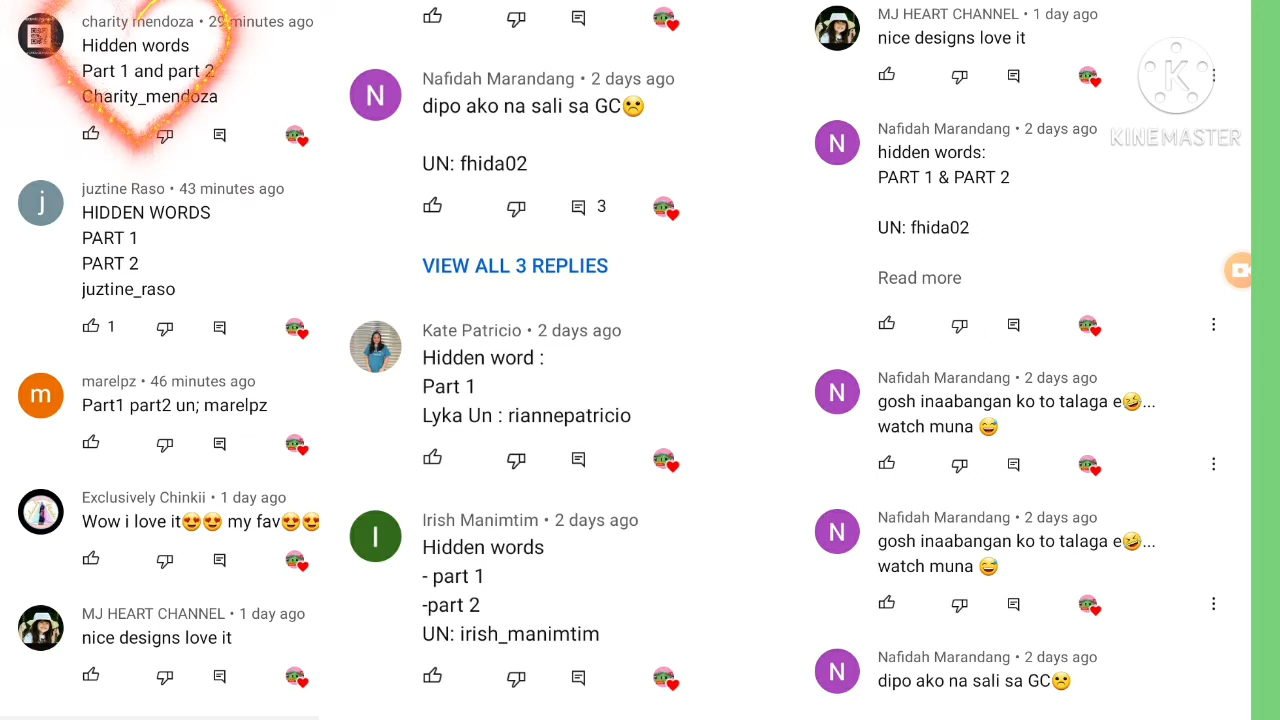 charity mendoza • 29 minutes ago
Hidden words
Part 1 and part 2
Charity_mendoza
juztine Raso • 43 minutes ago
HIDDEN WORDS
PART 1
PART 2
juztine_raso
1
marelpz • 46 minutes ago
Part1 part2 un; marelpz
Exclusively Chinkii • 1 day ago
Wow i love it😍😍 my fav😍😍
MJ HEART CHANNEL • 1 day ago
nice designs love it
N
Nafidah Marandang • 2 days ago
dipo ako na sali sa GC☹️
UN: fhida02
3
VIEW ALL 3 REPLIES
Kate Patricio • 2 days ago
Hidden word :
Part 1
Lyka Un : riannepatricio
I
Irish Manimtim • 2 days ago
Hidden words
- part 1
-part 2
UN: irish_manimtim
MJ HEART CHANNEL • 1 day ago
nice designs love it
N
Nafidah Marandang • 2 days ago
hidden words:
PART 1 & PART 2
UN: fhida02
Read more
N
Nafidah Marandang • 2 days ago
gosh inaabangan ko to talaga e🤣...
watch muna 😅
N
Nafidah Marandang • 2 days ago
gosh inaabangan ko to talaga e🤣...
watch muna 😅
N
Nafidah Marandang • 2 days ago
dipo ako na sali sa GC☹️
j
m
K
KINEMASTER